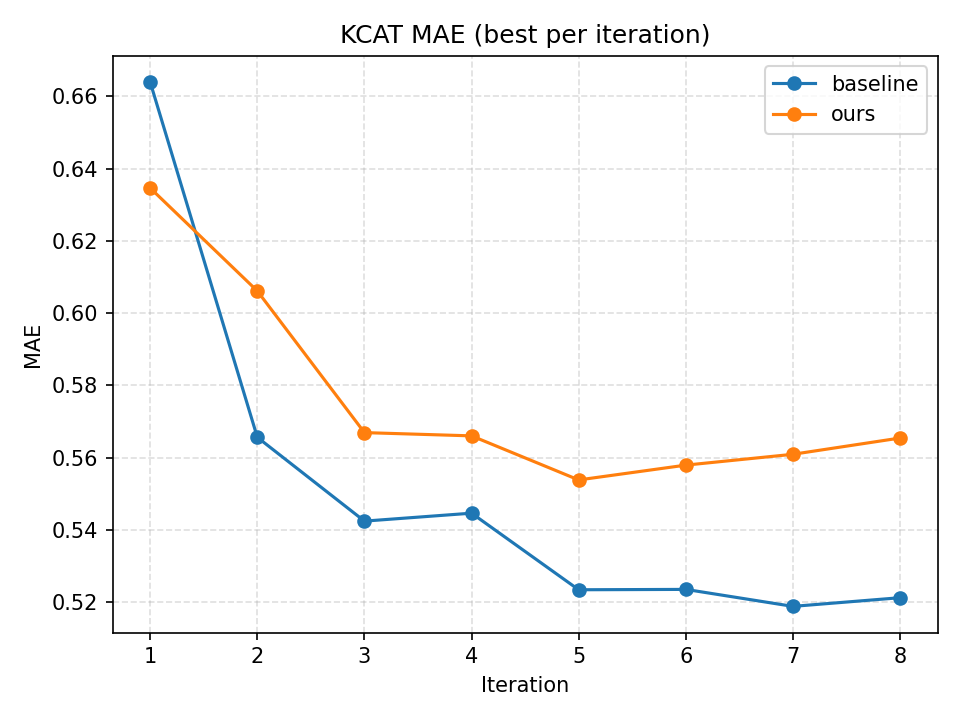 KCAT MAE (best per iteration)
baseline
ours
0.66
0.64
0.62
0.60
0.58
0.56
0.54
0.52
MAE
1 2 3 4 5 6 7 8
Iteration